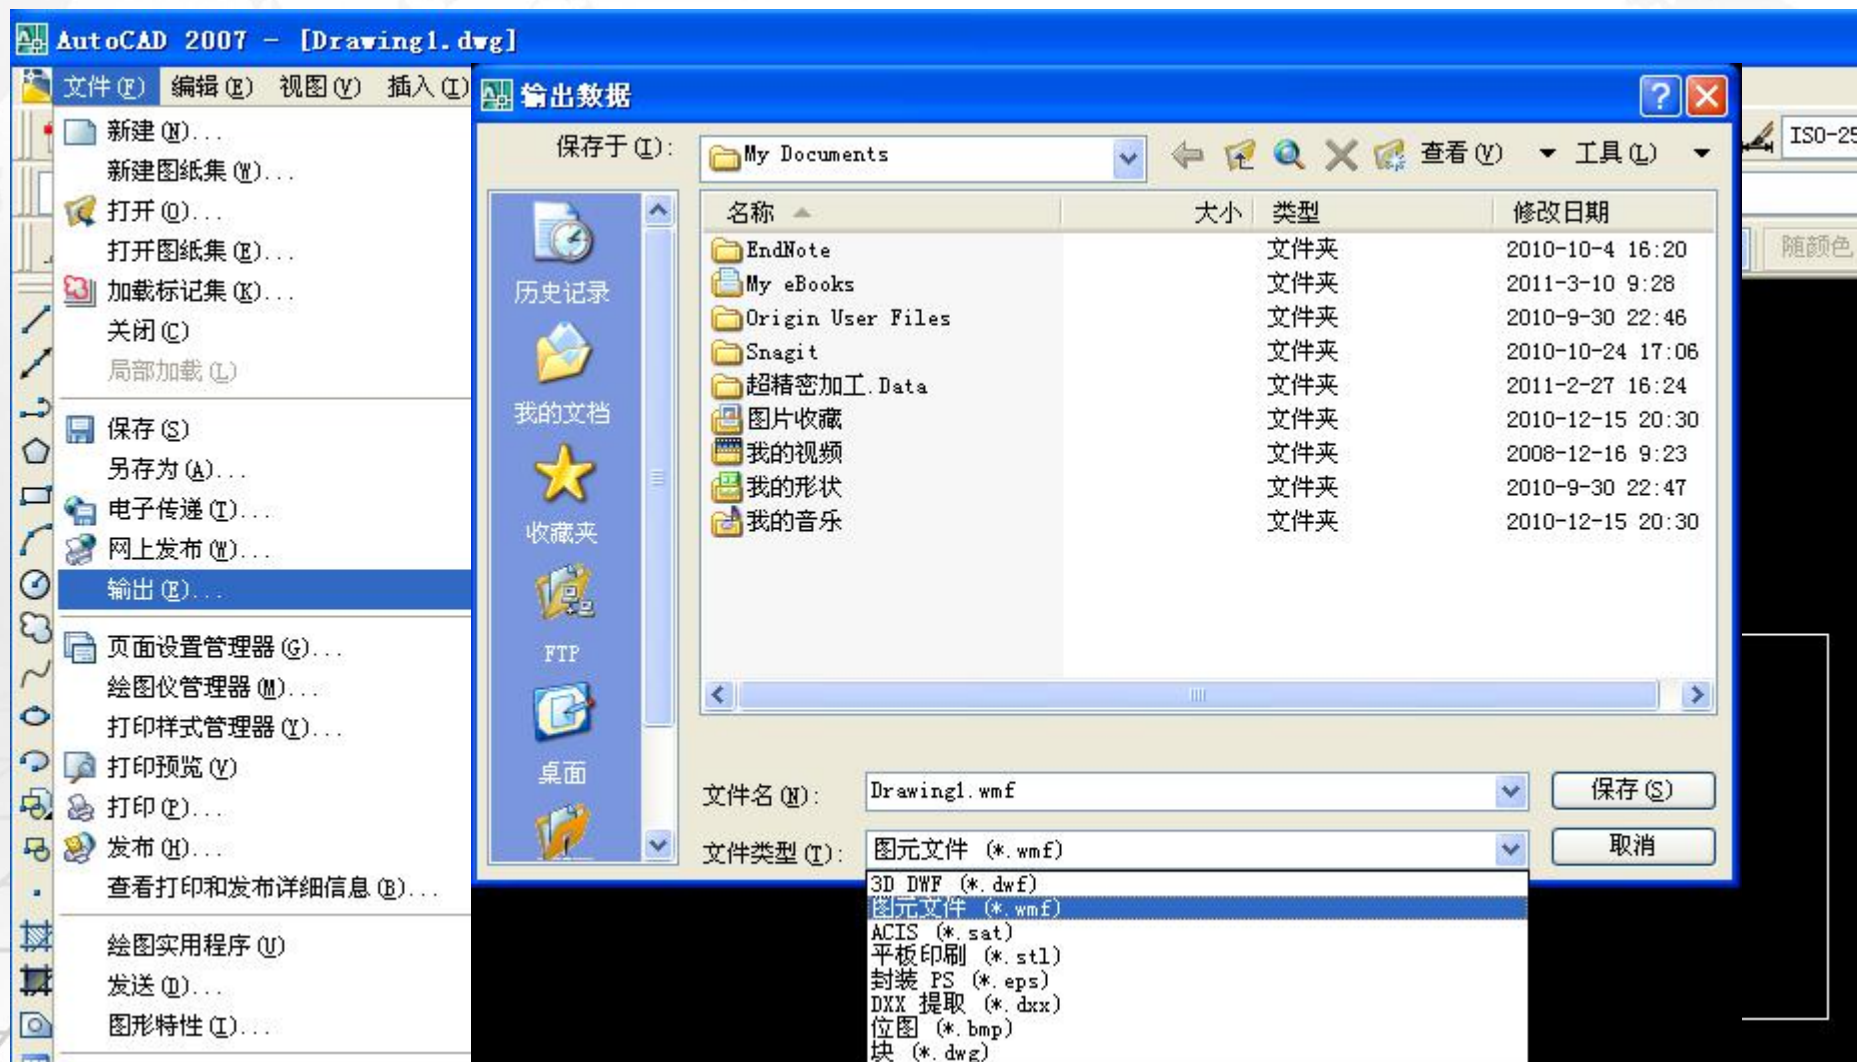 AutoCAD 2007 - [Drawing1.dwg]
文件(F) 编辑(E) 视图(V) 插入(I)
新建(N)...
新建图纸集(W)...
打开(O)...
打开图纸集(E)...
加载标记集(K)...
关闭(C)
局部加载(L)
保存(S)
另存为(A)...
电子传递(T)...
网上发布(W)...
输出(E)...
页面设置管理器(G)...
绘图仪管理器(M)...
打印样式管理器(Y)...
打印预览(V)
打印(P)...
发布(H)...
查看打印和发布详细信息(B)...
绘图实用程序(U)
发送(D)...
图形特性(I)...
输出数据
保存于(I): My Documents 查看(V) 工具(L)
历史记录
我的文档
收藏夹
FTP
桌面
名称 大小 类型 修改日期
EndNote 文件夹 2010-10-4 16:20
My eBooks 文件夹 2011-3-10 9:28
Origin User Files 文件夹 2010-9-30 22:46
Snagit 文件夹 2010-10-24 17:06
超精密加工.Data 文件夹 2011-2-27 16:24
图片收藏 文件夹 2010-12-15 20:30
我的视频 文件夹 2008-12-16 9:23
我的形状 文件夹 2010-9-30 22:47
我的音乐 文件夹 2010-12-15 20:30
文件名(N): Drawing1.wmf 保存(S)
文件类型(T): 图元文件 (*.wmf) 取消
3D DWF (*.dwf)
图元文件 (*.wmf)
ACIS (*.sat)
平板印刷 (*.stl)
封装 PS (*.eps)
DXX 提取 (*.dxx)
位图 (*.bmp)
块 (*.dwg)
ISO-25
随颜色